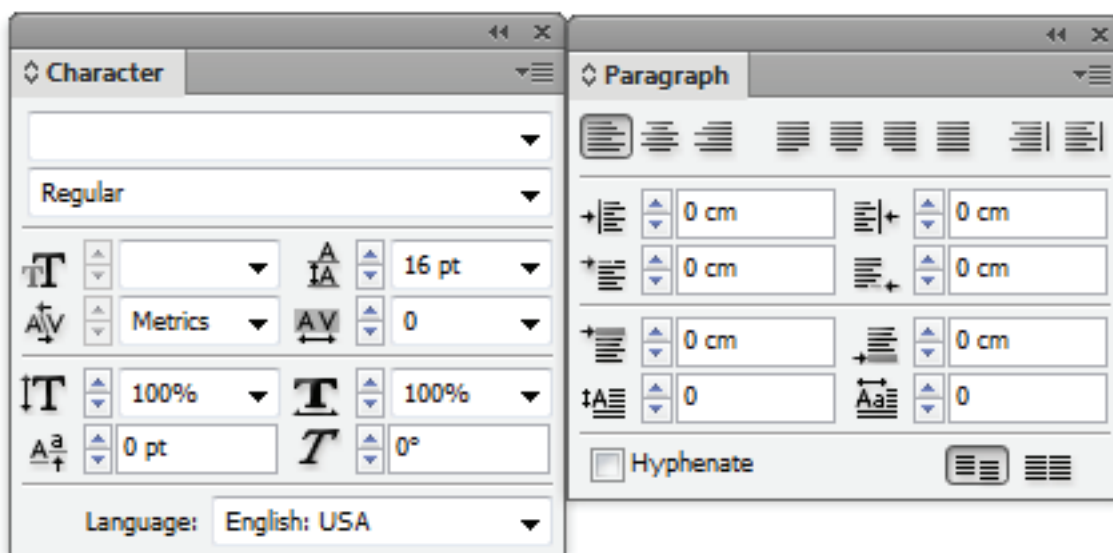 Character
Regular
16 pt
Metrics
0
100%
100%
0 pt
0°
Language: English: USA
Paragraph
0 cm
0 cm
0 cm
0 cm
0 cm
0 cm
0
0
Hyphenate